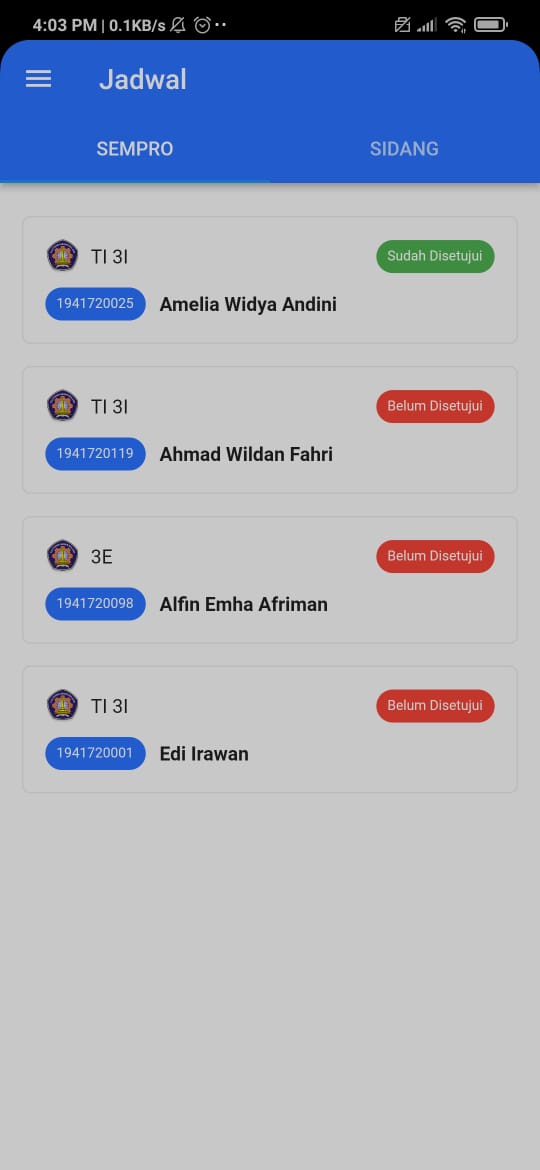 4:03 PM | 0.1KB/s
Jadwal
SEMPRO SIDANG
TI 3I Sudah Disetujui
1941720025 Amelia Widya Andini
TI 3I Belum Disetujui
1941720119 Ahmad Wildan Fahri
3E Belum Disetujui
1941720098 Alfin Emha Afriman
TI 3I Belum Disetujui
1941720001 Edi Irawan